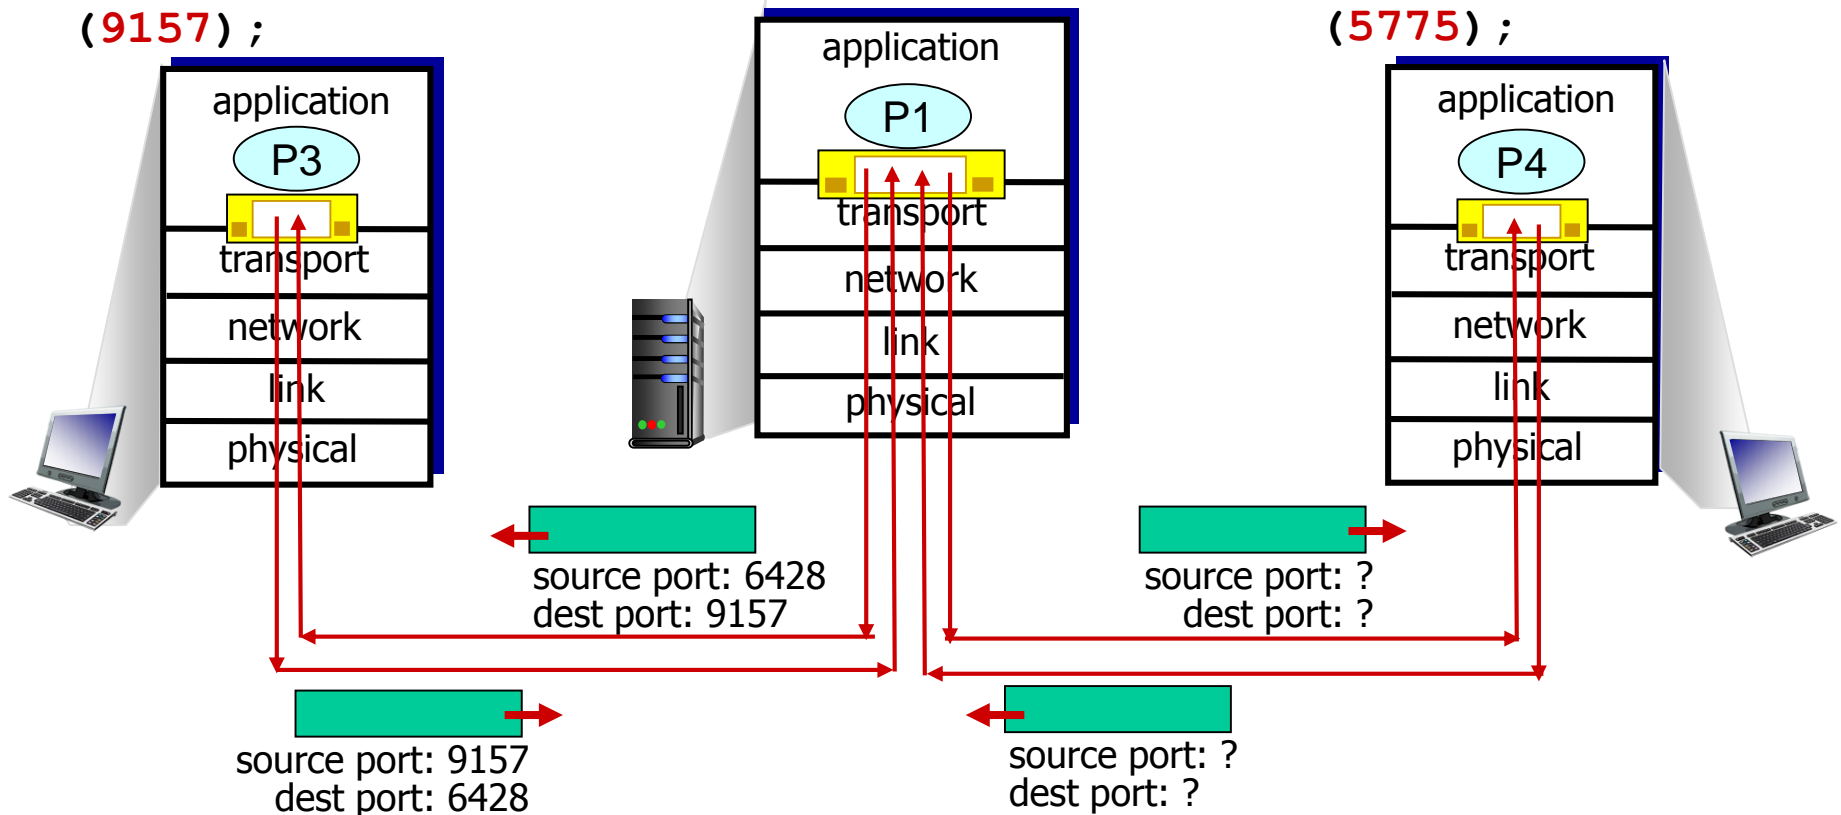 (9157);
application
P3
transport
network
link
physical
application
P1
transport
network
link
physical
(5775);
application
P4
transport
network
link
physical
source port: 6428
dest port: 9157
source port: ?
dest port: ?
source port: 9157
dest port: 6428
source port: ?
dest port: ?